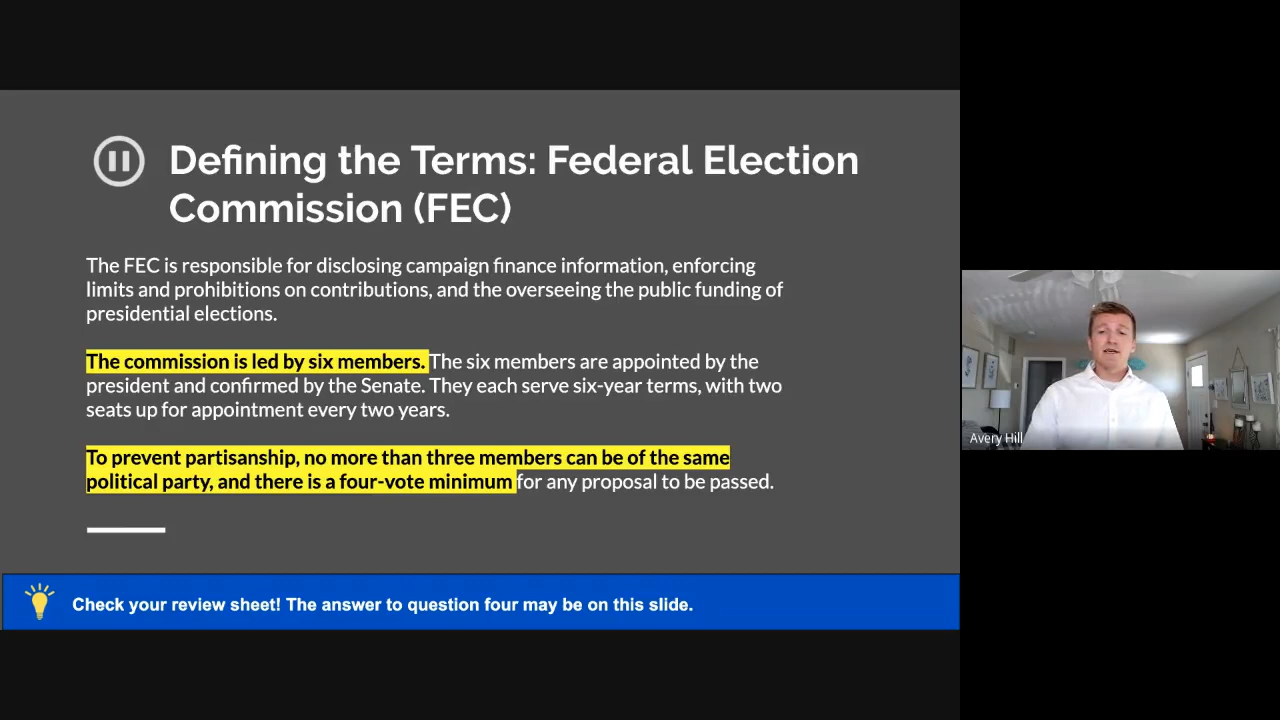 Defining the Terms: Federal Election
Commission (FEC)
The FEC is responsible for disclosing campaign finance information, enforcing
limits and prohibitions on contributions, and the overseeing the public funding of
presidential elections.
The commission is led by six members. The six members are appointed by the
president and confirmed by the Senate. They each serve six-year terms, with two
seats up for appointment every two years.
To prevent partisanship, no more than three members can be of the same
political party, and there is a four-vote minimum for any proposal to be passed.
Check your review sheet! The answer to question four may be on this slide.
Avery Hill